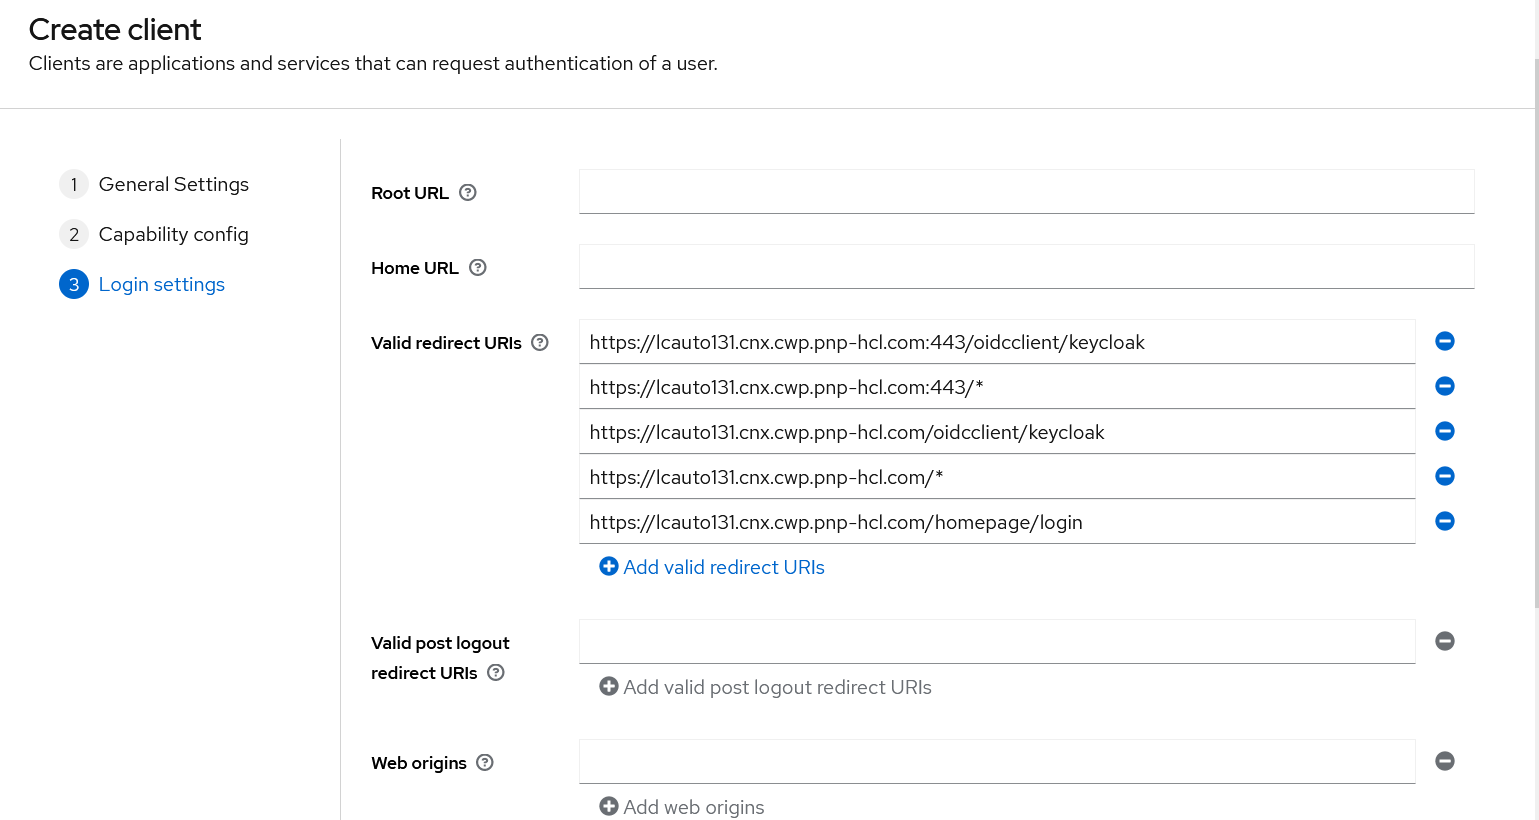 Create client
Clients are applications and services that can request authentication of a user.
1 General Settings
2 Capability config
3 Login settings
Root URL ?
Home URL ?
Valid redirect URIs ?
https://lcauto131.cnx.cwp.pnp-hcl.com:443/oidcclient/keycloak
https://lcauto131.cnx.cwp.pnp-hcl.com:443/*
https://lcauto131.cnx.cwp.pnp-hcl.com/oidcclient/keycloak
https://lcauto131.cnx.cwp.pnp-hcl.com/*
https://lcauto131.cnx.cwp.pnp-hcl.com/homepage/login
Add valid redirect URIs
Valid post logout
redirect URIs ?
Add valid post logout redirect URIs
Web origins ?
Add web origins